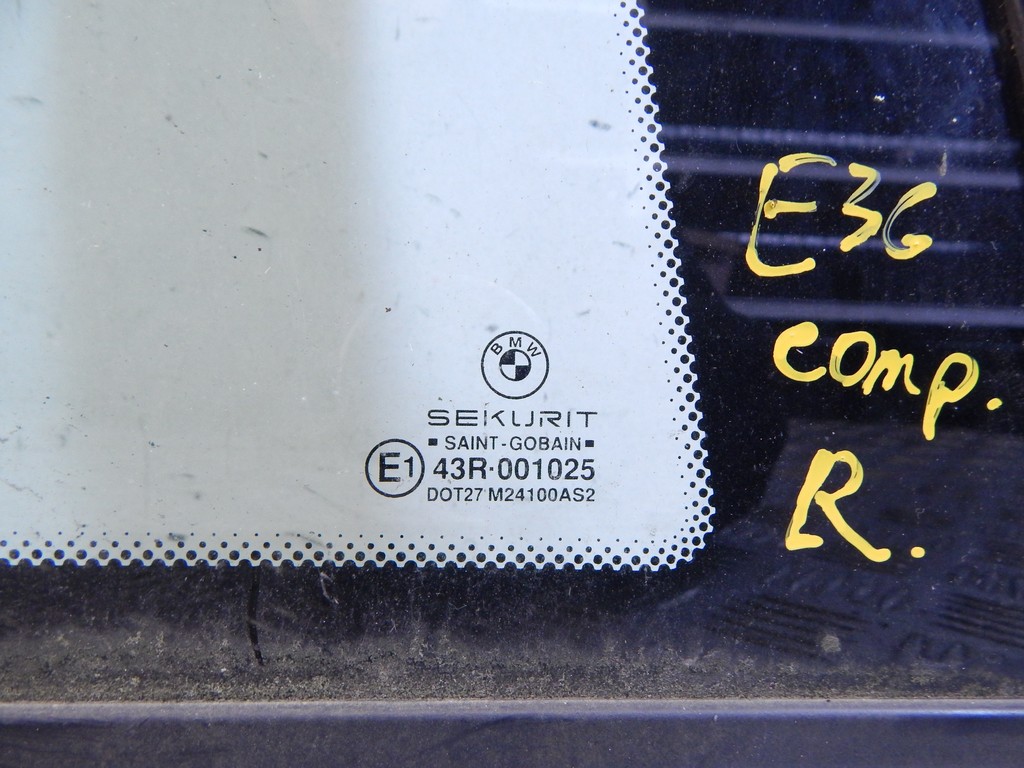 BMW
SEKURIT
SAINT-GOBAIN
E1 43R-001025
DOT27 M24100AS2
E36
comp.
R.